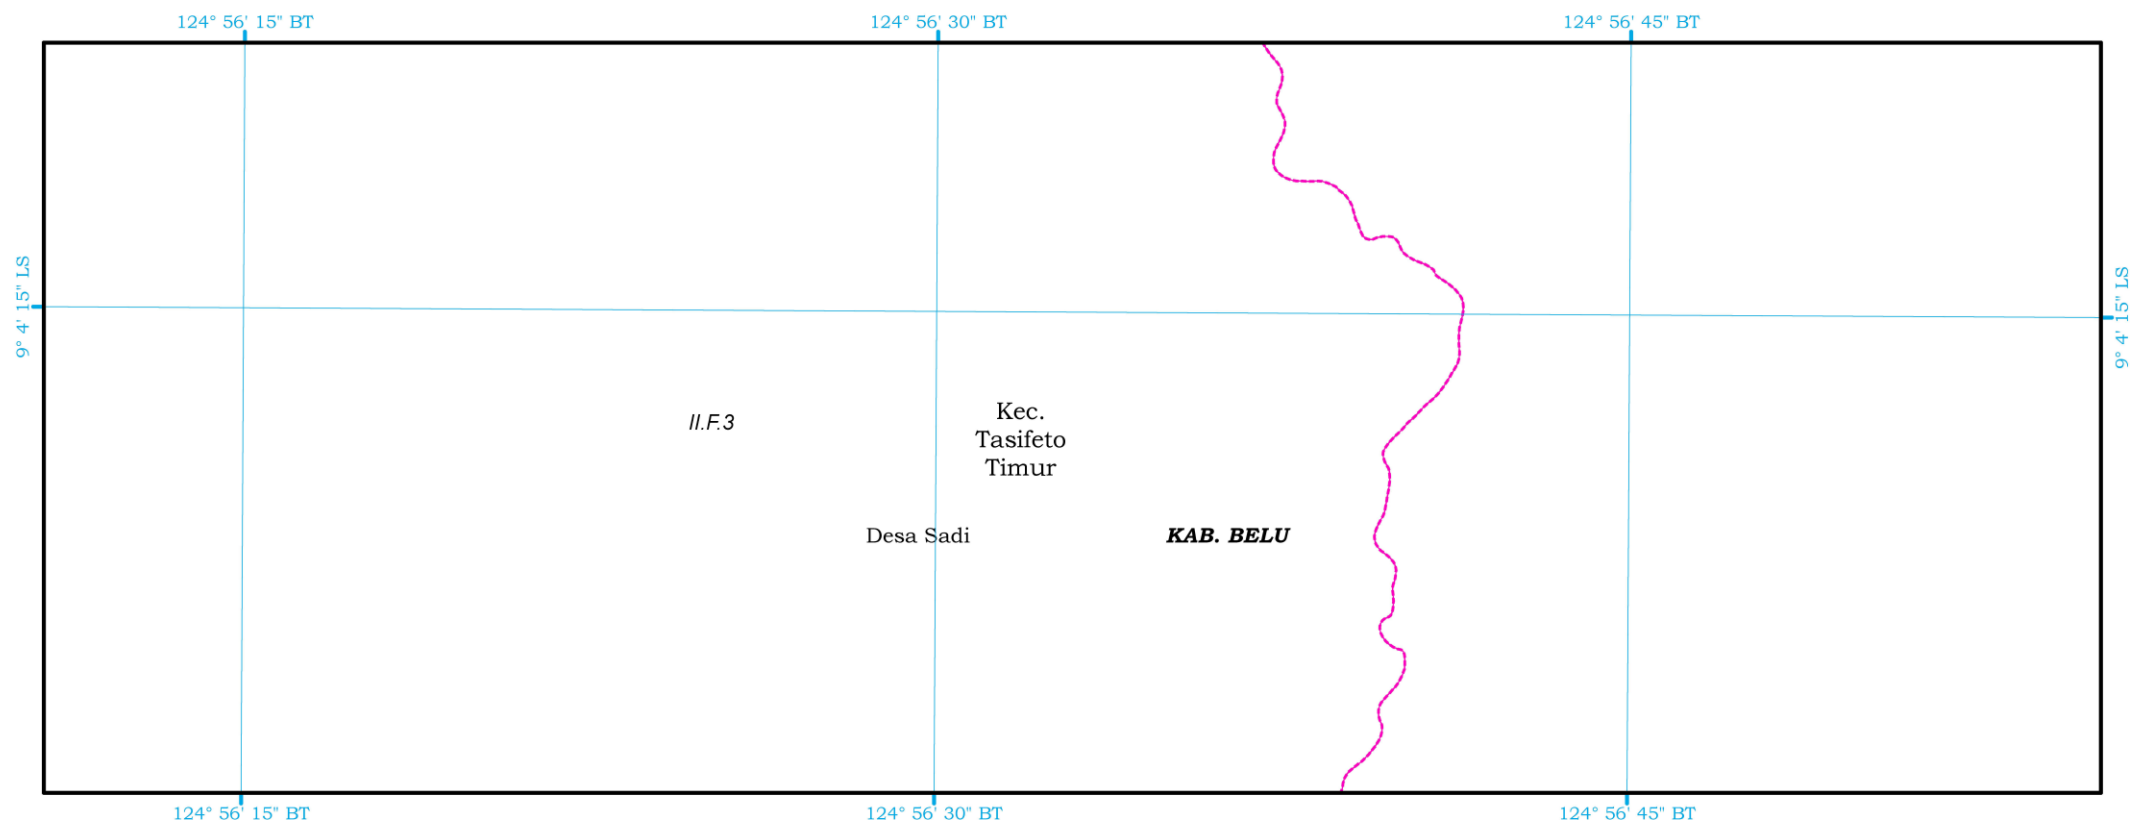 124° 56' 15" BT
124° 56' 30" BT
124° 56' 45" BT
9° 4' 15" LS
9° 4' 15" LS
II.F.3
Kec.
Tasifeto
Timur
Desa Sadi
KAB. BELU
124° 56' 15" BT
124° 56' 30" BT
124° 56' 45" BT